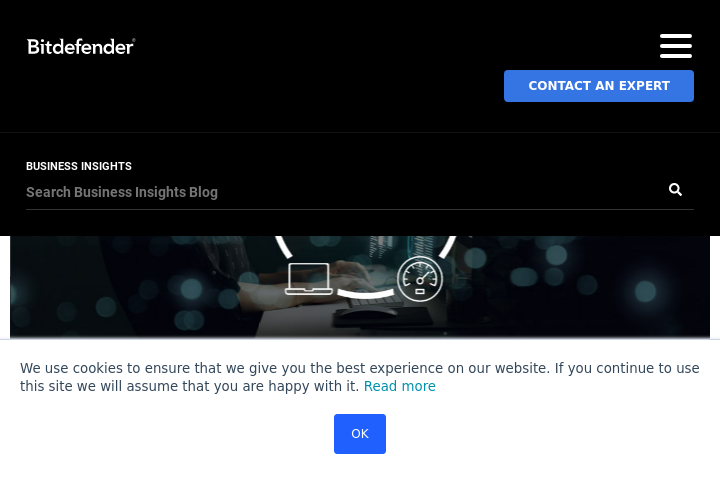 Bitdefender
CONTACT AN EXPERT
BUSINESS INSIGHTS
Search Business Insights Blog
We use cookies to ensure that we give you the best experience on our website. If you continue to use
this site we will assume that you are happy with it. Read more
OK